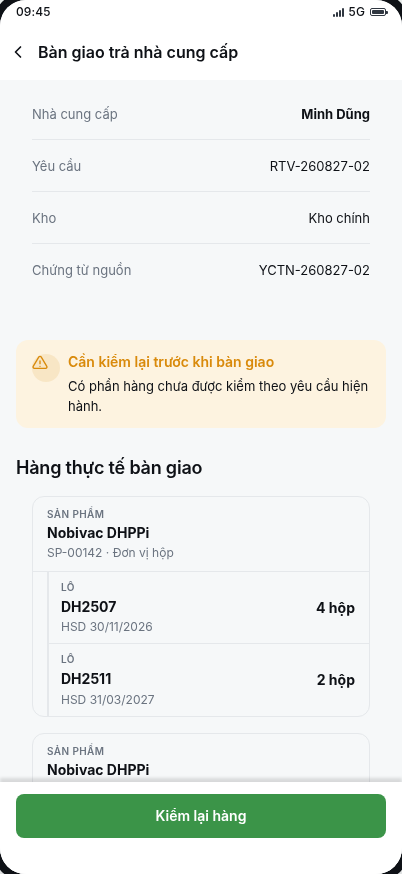 09:45
5G
Bàn giao trả nhà cung cấp
Nhà cung cấp
Minh Dũng
Yêu cầu
RTV-260827-02
Kho
Kho chính
Chứng từ nguồn
YCTN-260827-02
Cần kiểm lại trước khi bàn giao
Có phần hàng chưa được kiểm theo yêu cầu hiện
hành.
Hàng thực tế bàn giao
SẢN PHẨM
Nobivac DHPPi
SP-00142 · Đơn vị hộp
LÔ
DH2507
4 hộp
HSD 30/11/2026
LÔ
DH2511
2 hộp
HSD 31/03/2027
SẢN PHẨM
Nobivac DHPPi
Kiểm lại hàng